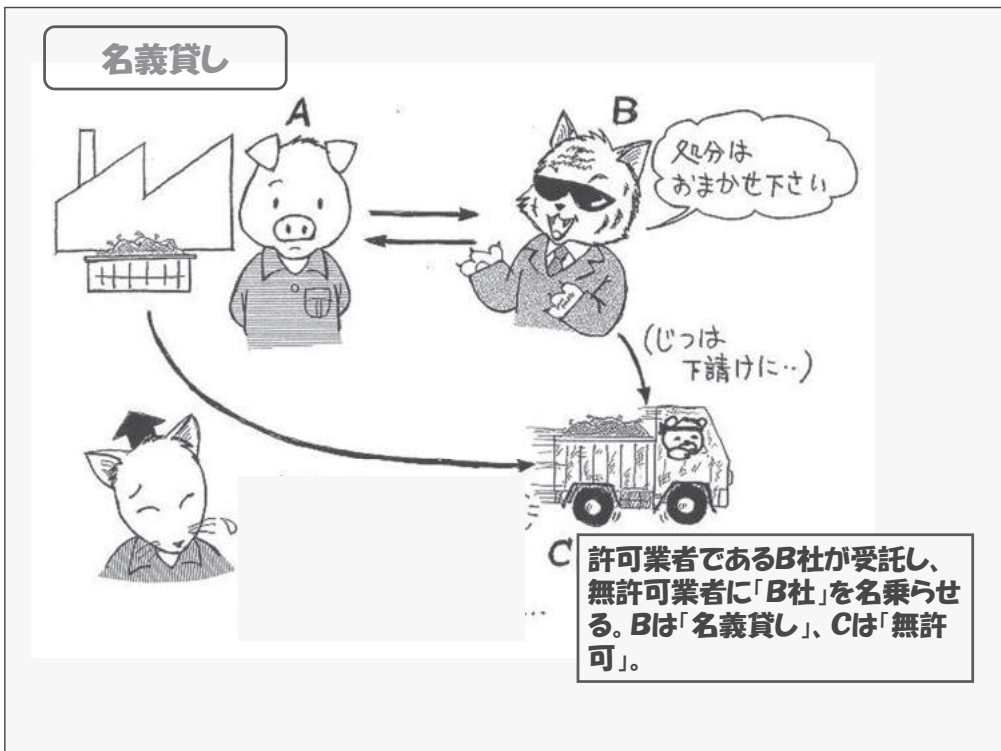 名義貸し
A
B
処分は
おまかせ下さい
(じつは
下請けに‥)
C
許可業者であるB社が受託し、
無許可業者に「B社」を名乗らせ
る。Bは「名義貸し」、Cは「無許
可」。
…